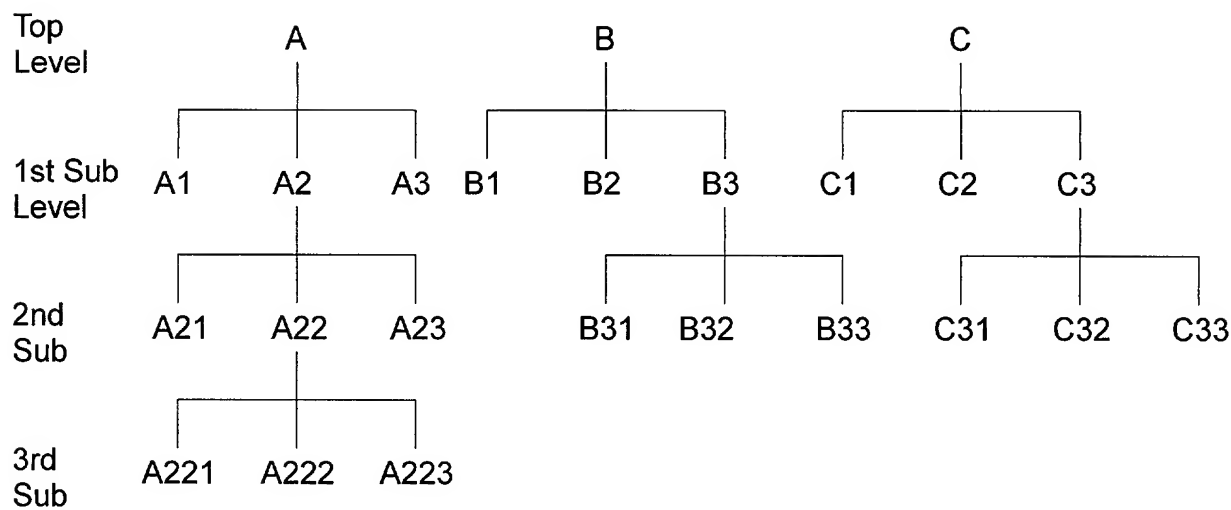 Top
Level
A B C
1st Sub
Level
A1 A2 A3 B1 B2 B3 C1 C2 C3
2nd
Sub
A21 A22 A23 B31 B32 B33 C31 C32 C33
3rd
Sub
A221 A222 A223